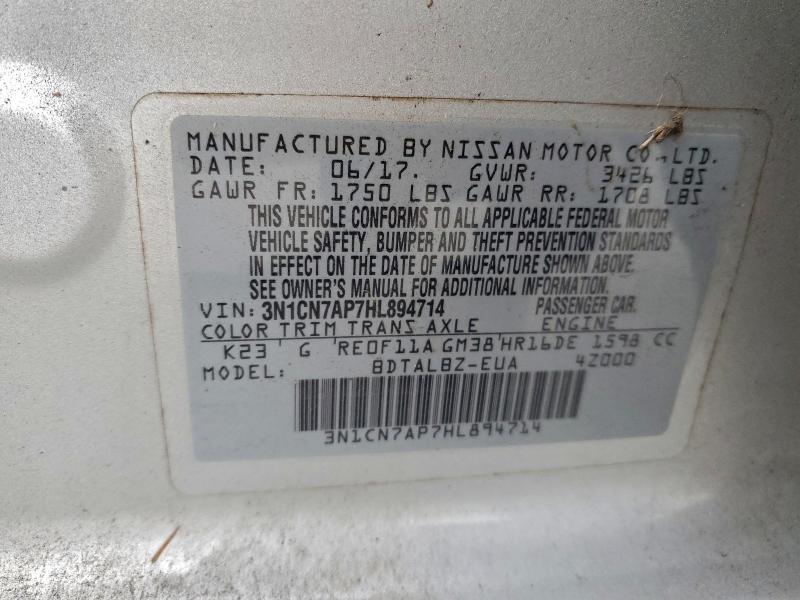 MANUFACTURED BY NISSAN MOTOR CO.,LTD.
DATE: 06/17. GVWR: 3426 LBS
GAWR FR: 1750 LBS GAWR RR: 1708 LBS
THIS VEHICLE CONFORMS TO ALL APPLICABLE FEDERAL MOTOR
VEHICLE SAFETY, BUMPER AND THEFT PREVENTION STANDARDS
IN EFFECT ON THE DATE OF MANUFACTURE SHOWN ABOVE.
SEE OWNER'S MANUAL FOR ADDITIONAL INFORMATION.
VIN: 3N1CN7AP7HL894714 PASSENGER CAR.
COLOR TRIM TRANS AXLE ENGINE
K23 G RE0F11A GM38 HR16DE 1598 CC
MODEL: BDTALBZ-EUA 4Z000
3N1CN7AP7HL894714